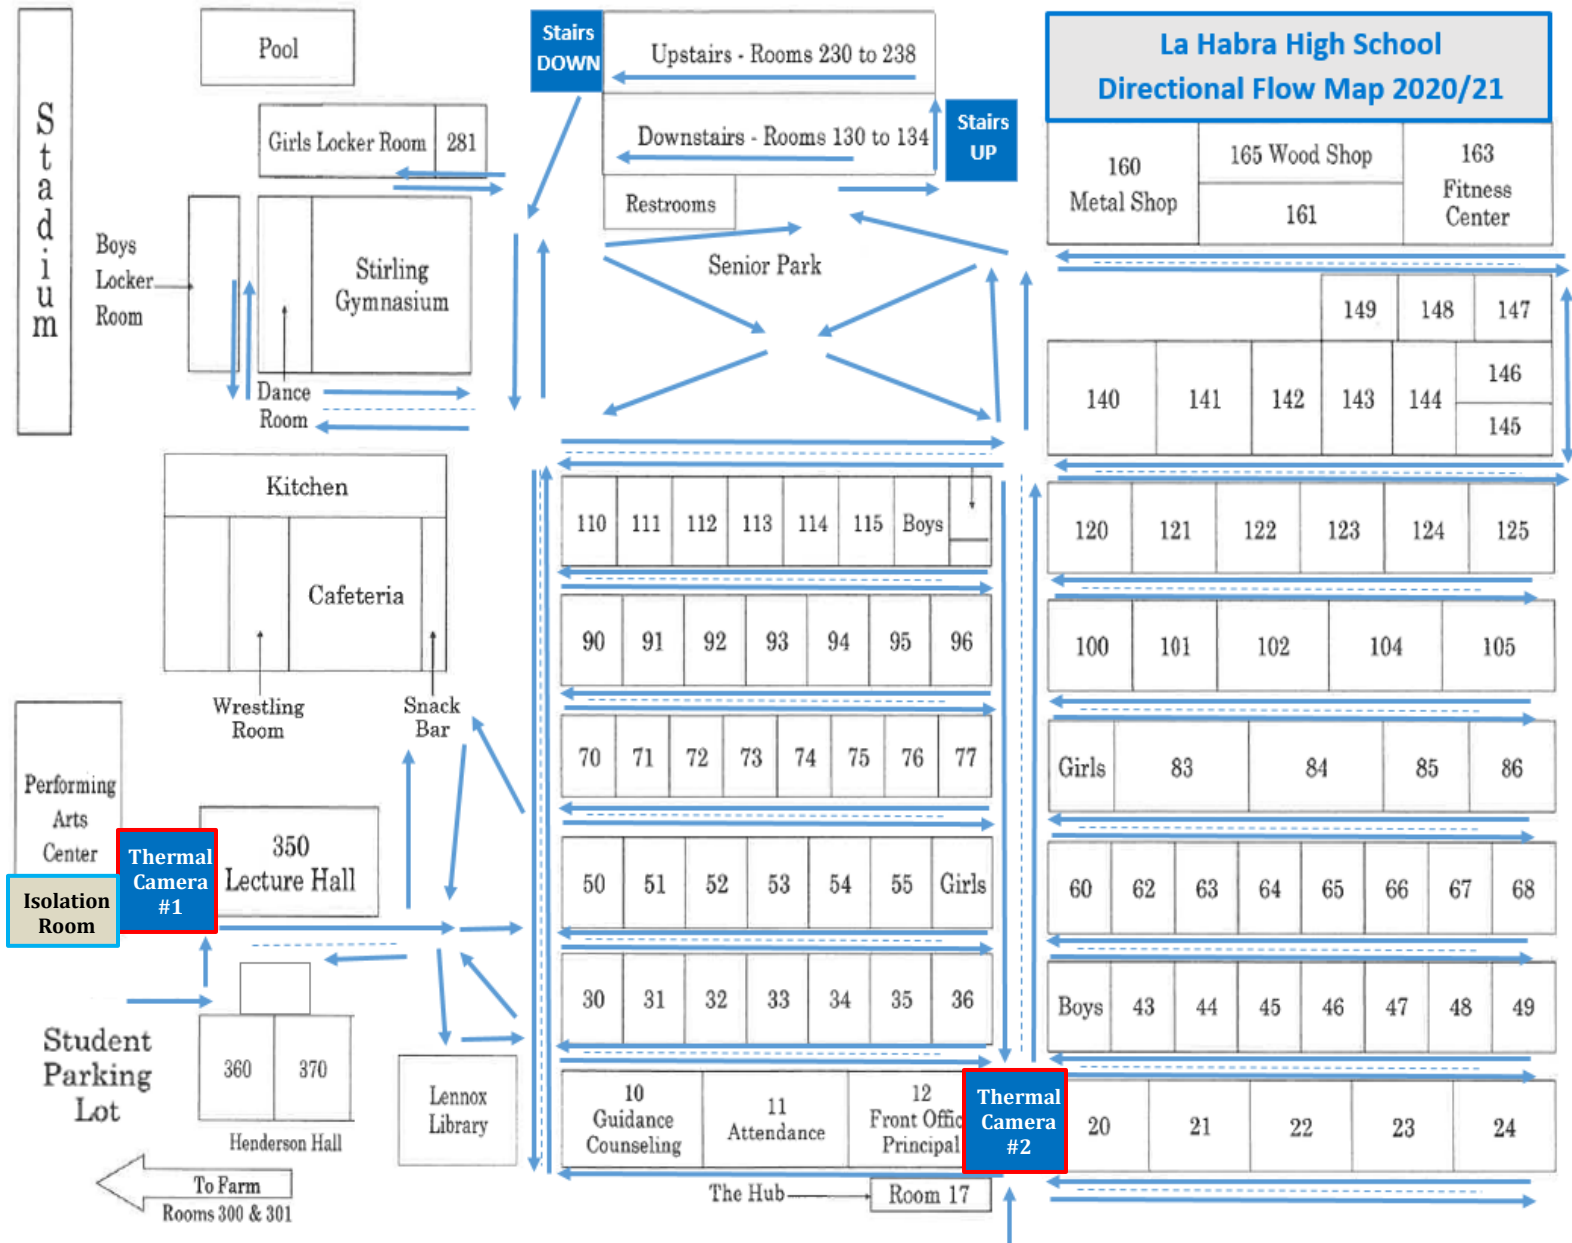 La Habra High School
Directional Flow Map 2020/21
Stadium
Pool
Stairs
DOWN
Upstairs - Rooms 230 to 238
Downstairs - Rooms 130 to 134
Stairs
UP
Girls Locker Room
281
Restrooms
Senior Park
160
Metal Shop
165 Wood Shop
161
163
Fitness
Center
Boys
Locker
Room
Stirling
Gymnasium
Dance
Room
149
148
147
140
141
142
143
144
146
145
Kitchen
Cafeteria
Wrestling
Room
Snack
Bar
110
111
112
113
114
115
Boys
120
121
122
123
124
125
90
91
92
93
94
95
96
100
101
102
104
105
70
71
72
73
74
75
76
77
Girls
83
84
85
86
Performing
Arts
Center
Thermal
Camera
#1
Isolation
Room
350
Lecture Hall
50
51
52
53
54
55
Girls
60
62
63
64
65
66
67
68
30
31
32
33
34
35
36
Boys
43
44
45
46
47
48
49
Student
Parking
Lot
360
370
Henderson Hall
Lennox
Library
10
Guidance
Counseling
11
Attendance
12
Front Offic
Principal
Thermal
Camera
#2
20
21
22
23
24
To Farm
Rooms 300 & 301
The Hub
Room 17